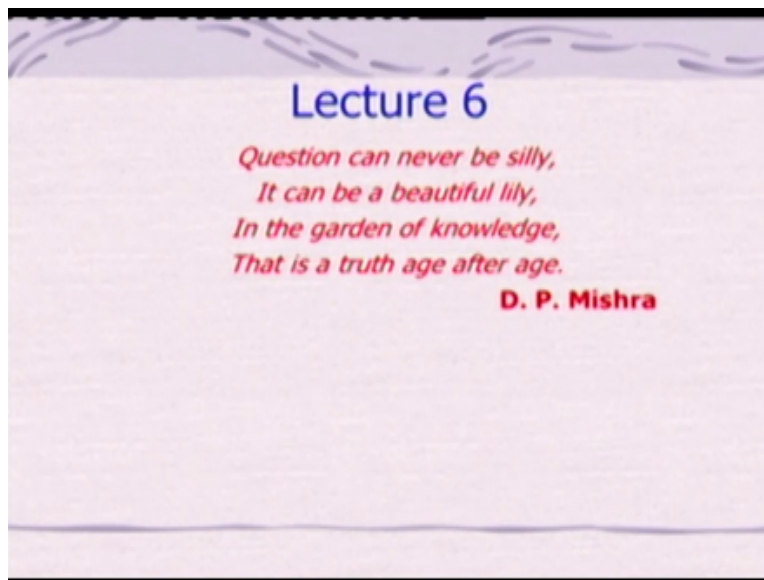 Lecture 6
Question can never be silly,
It can be a beautiful lily,
In the garden of knowledge,
That is a truth age after age.
D. P. Mishra